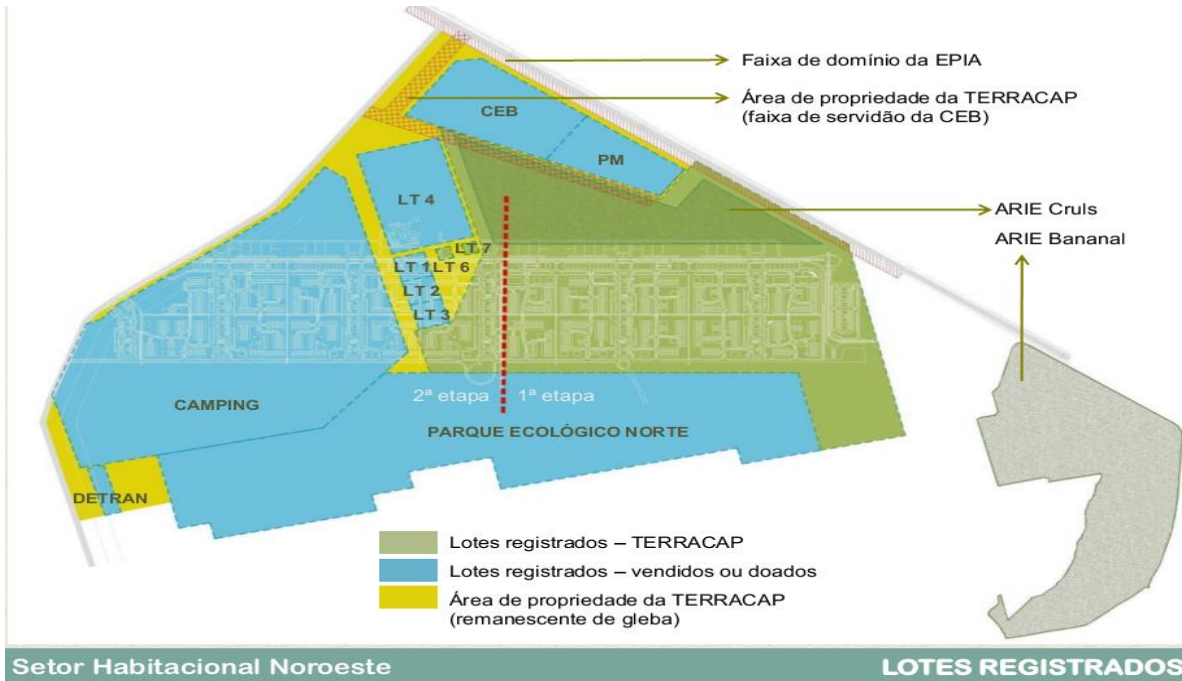 Faixa de domínio da EPIA
Área de propriedade da TERRACAP
(faixa de servidão da CEB)
CEB
PM
LT 4
ARIE Cruls
ARIE Bananal
LT 7
LT 1 LT 6
LT 2
LT 3
2ª etapa 1ª etapa
CAMPING
PARQUE ECOLÓGICO NORTE
DETRAN
Lotes registrados – TERRACAP
Lotes registrados – vendidos ou doados
Área de propriedade da TERRACAP
(remanescente de gleba)
Setor Habitacional Noroeste
LOTES REGISTRADOS